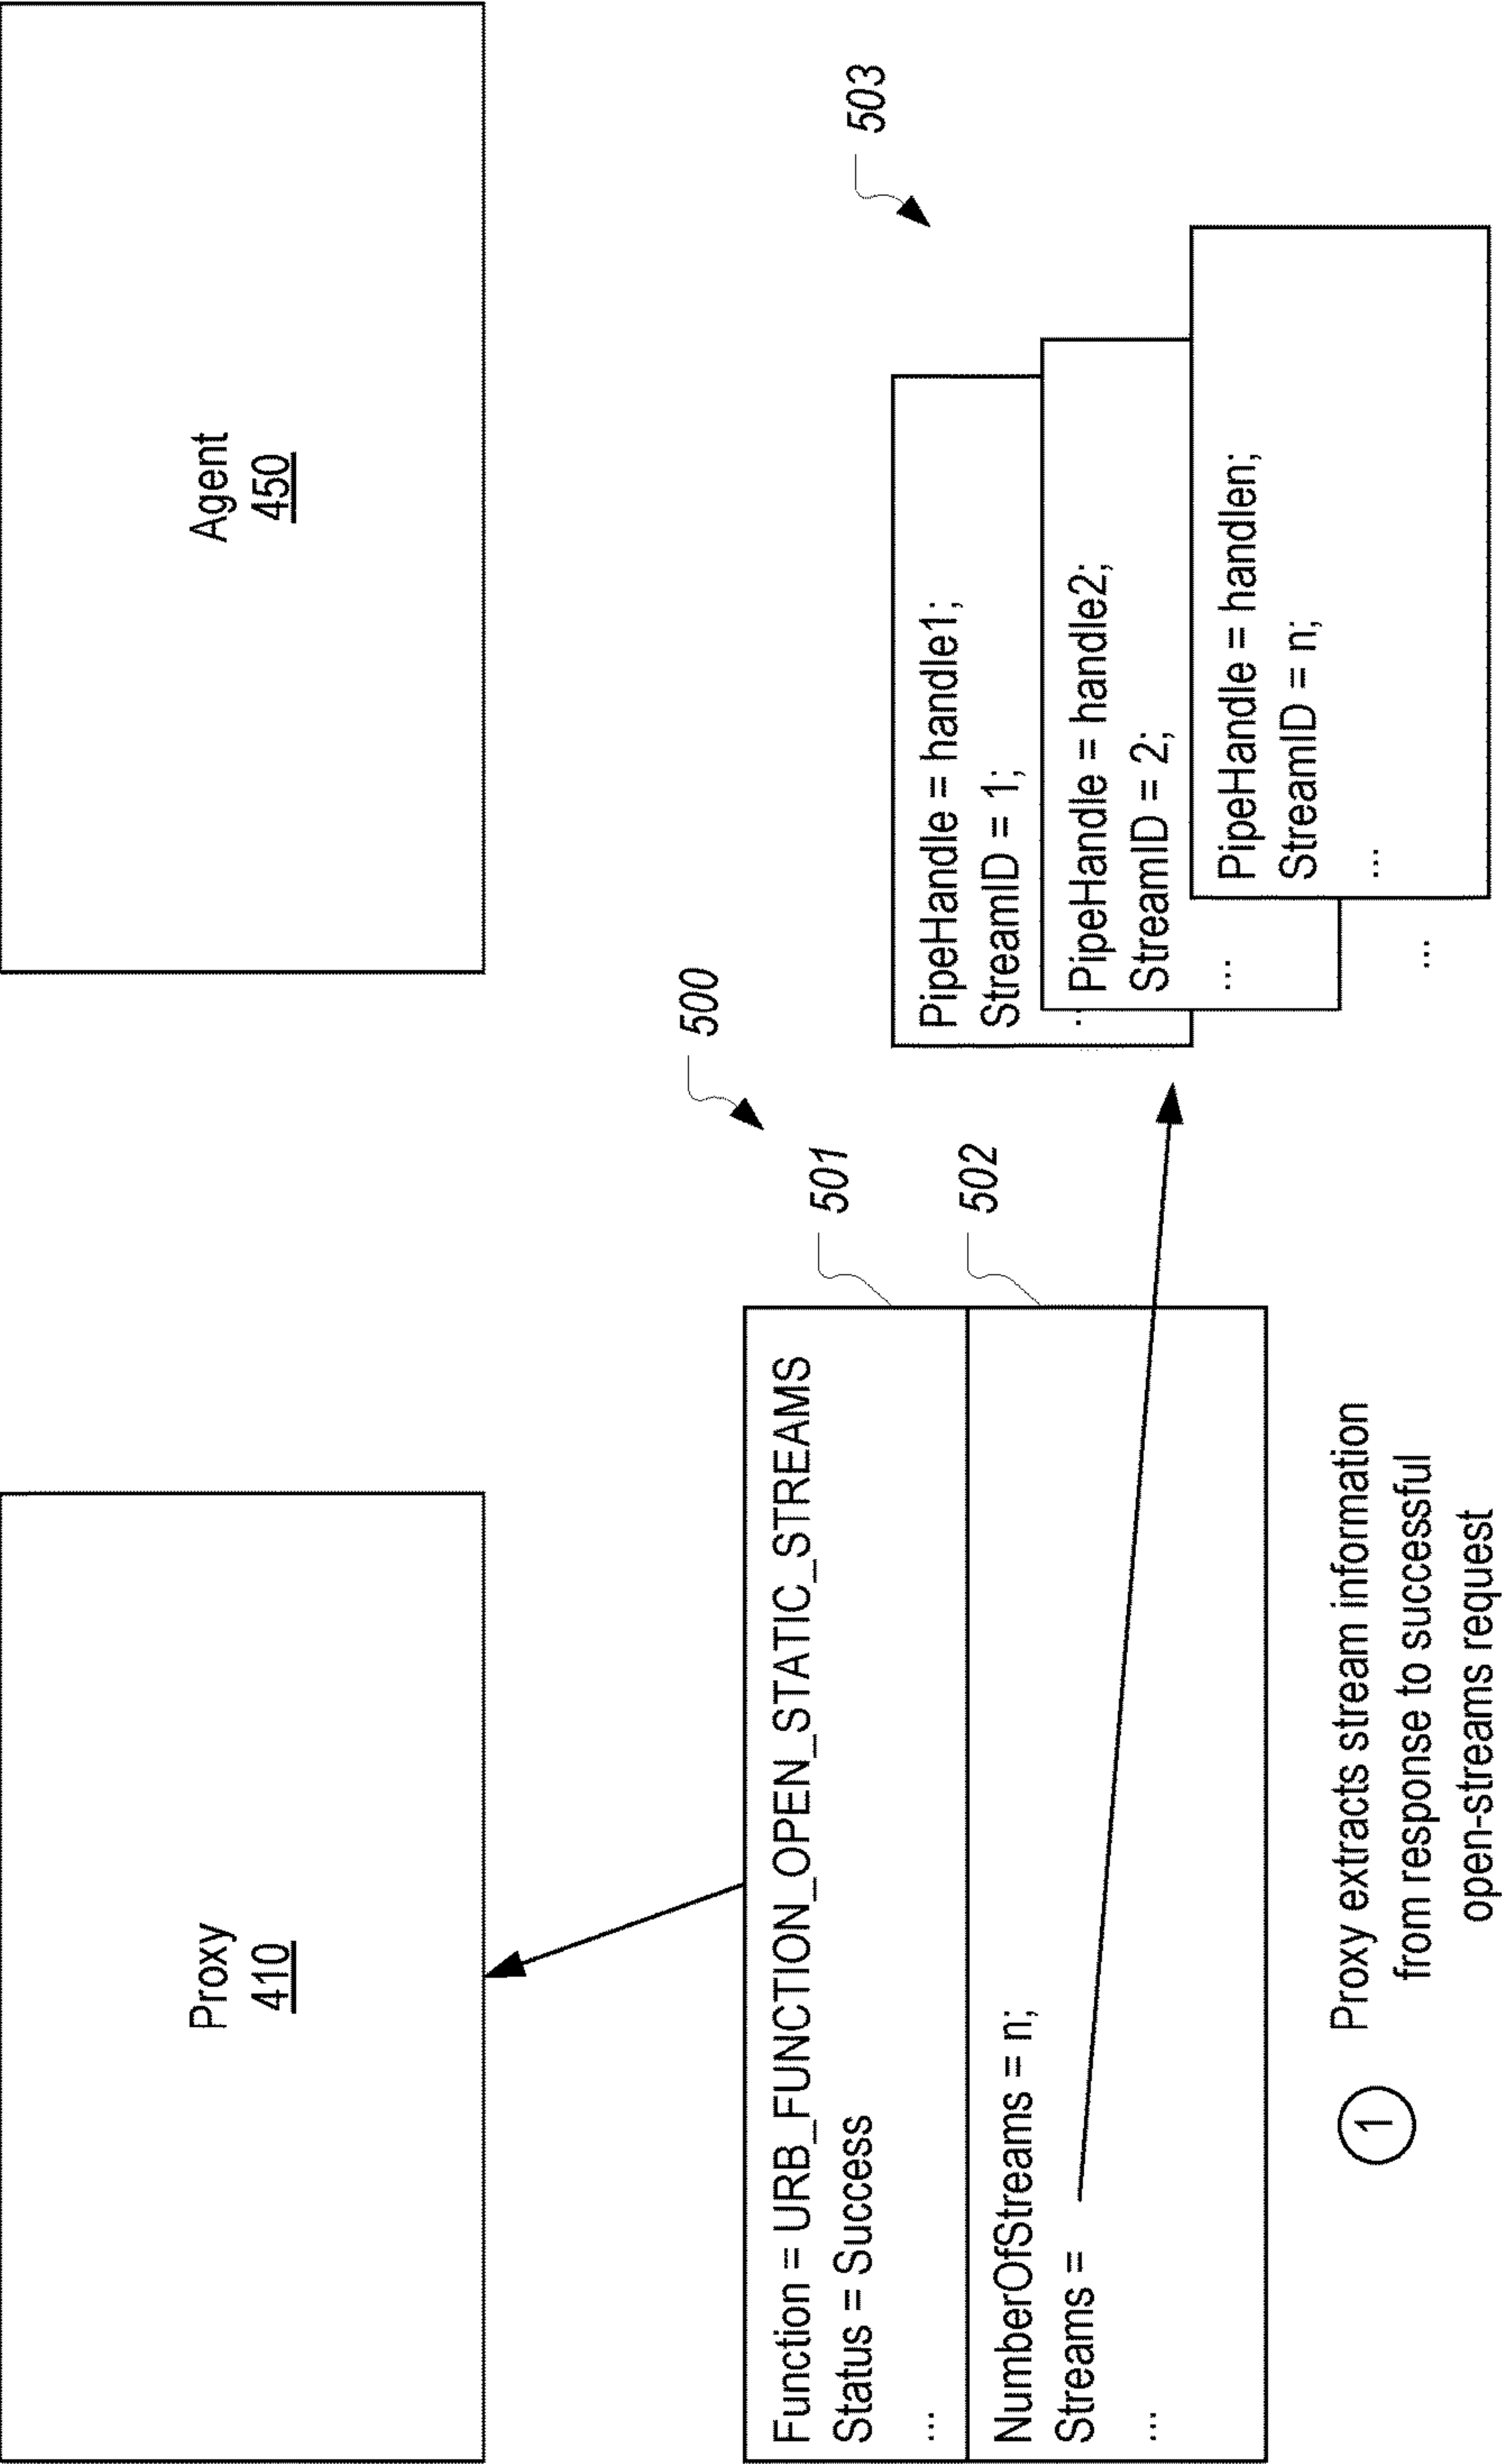 Proxy
410
Agent
450
500
Function = URB_FUNCTION_OPEN_STATIC_STREAMS
Status = Success
...
501
NumberOfStreams = n;
Streams =
...
502
503
PipeHandle = handle1;
StreamID = 1;
...
PipeHandle = handle2;
StreamID = 2;
...
PipeHandle = handlen;
StreamID = n;
...
...
1
Proxy extracts stream information
from response to successful
open-streams request